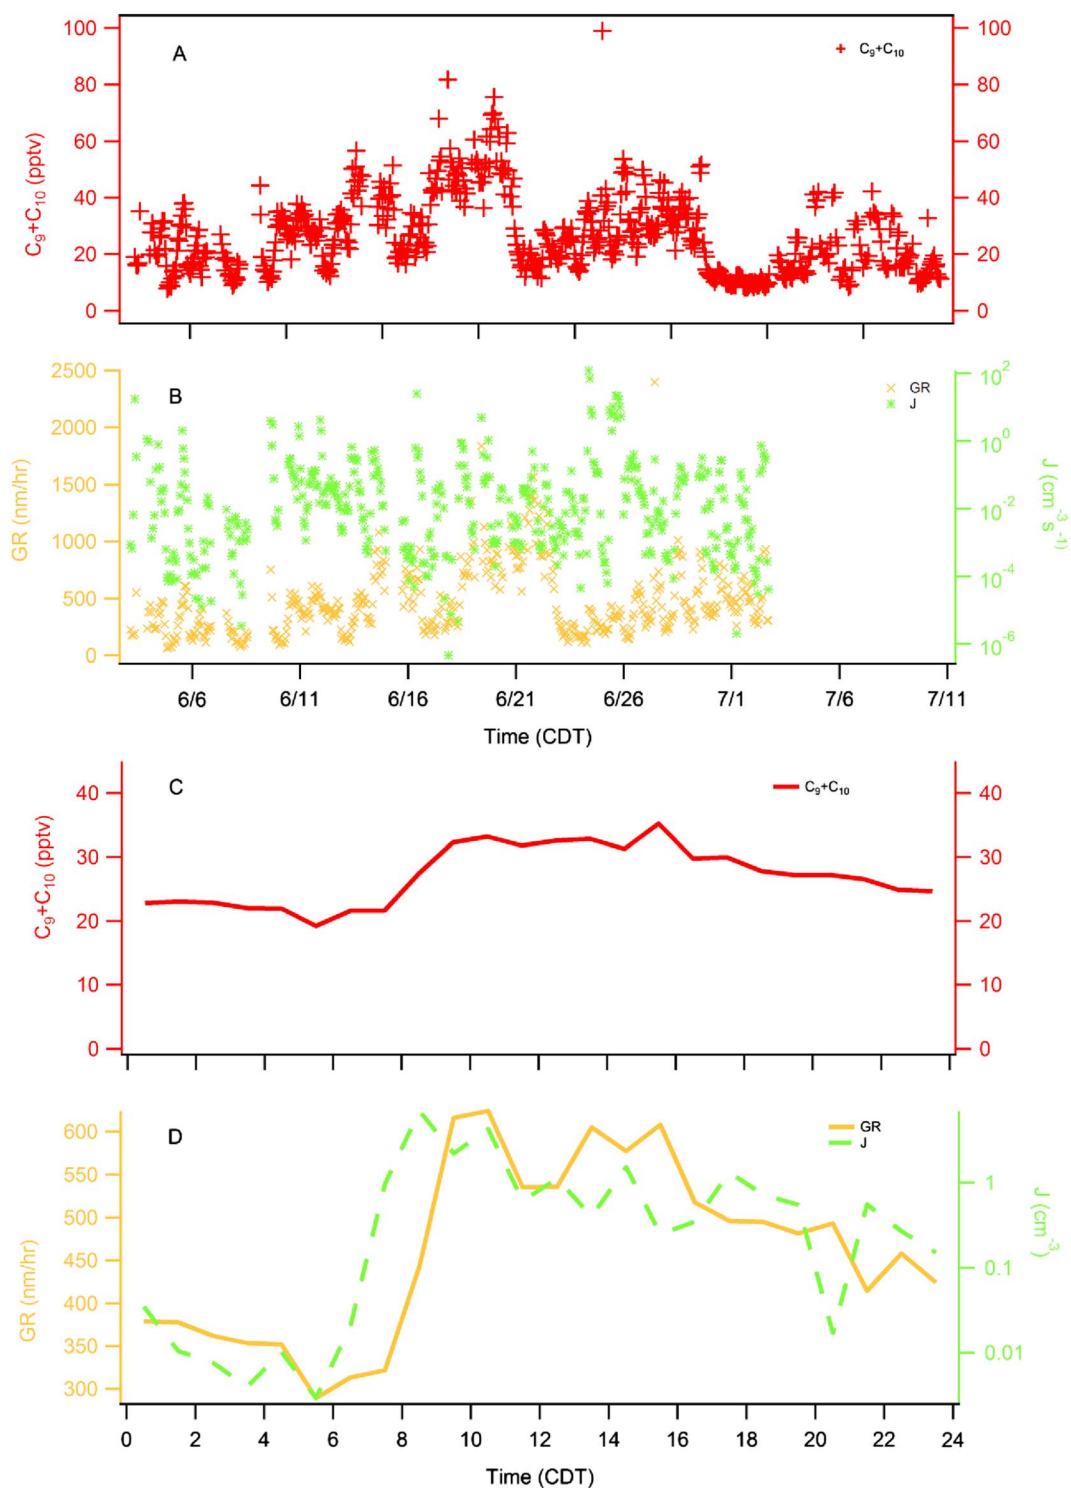 A
C9+C10
100
80
60
40
20
0
C9+C10 (pptv)
100
80
60
40
20
0
B
GR
J
2500
2000
1500
1000
500
0
GR (nm/hr)
10^2
10^0
10^-2
10^-4
10^-6
J (cm^-3 s^-1)
6/6 6/11 6/16 6/21 6/26 7/1 7/6 7/11
Time (CDT)
C
C9+C10
40
30
20
10
0
C9+C10 (pptv)
40
30
20
10
0
D
GR
J
600
550
500
450
400
350
300
GR (nm/hr)
1
0.1
0.01
J (cm^-3)
0 2 4 6 8 10 12 14 16 18 20 22 24
Time (CDT)